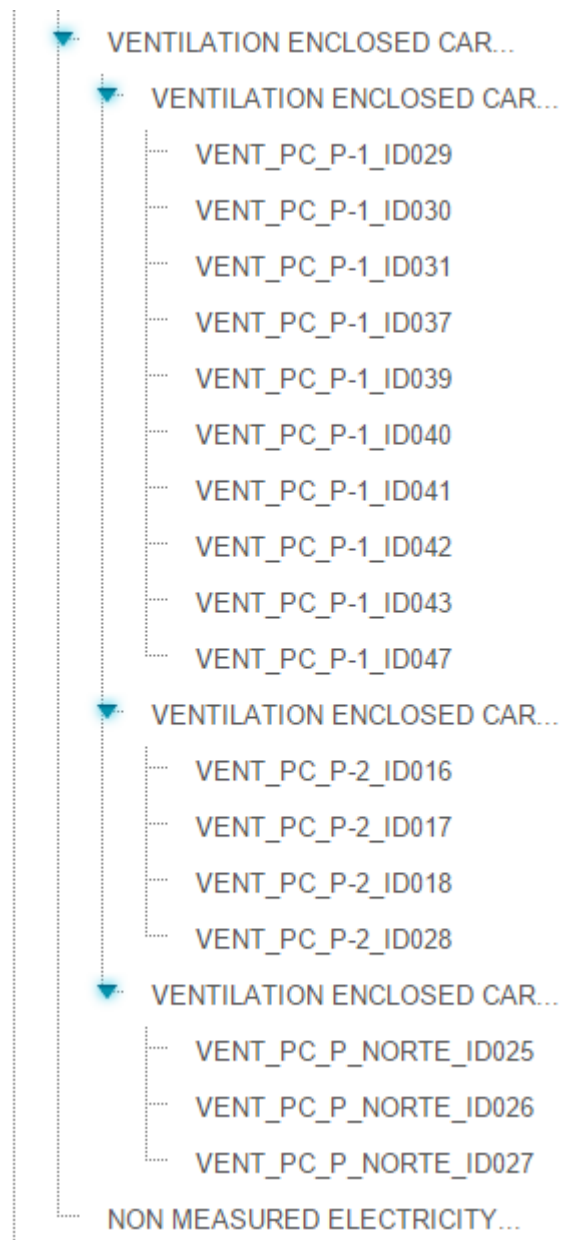 VENTILATION ENCLOSED CAR...
VENTILATION ENCLOSED CAR...
VENT_PC_P-1_ID029
VENT_PC_P-1_ID030
VENT_PC_P-1_ID031
VENT_PC_P-1_ID037
VENT_PC_P-1_ID039
VENT_PC_P-1_ID040
VENT_PC_P-1_ID041
VENT_PC_P-1_ID042
VENT_PC_P-1_ID043
VENT_PC_P-1_ID047
VENTILATION ENCLOSED CAR...
VENT_PC_P-2_ID016
VENT_PC_P-2_ID017
VENT_PC_P-2_ID018
VENT_PC_P-2_ID028
VENTILATION ENCLOSED CAR...
VENT_PC_P_NORTE_ID025
VENT_PC_P_NORTE_ID026
VENT_PC_P_NORTE_ID027
NON MEASURED ELECTRICITY...